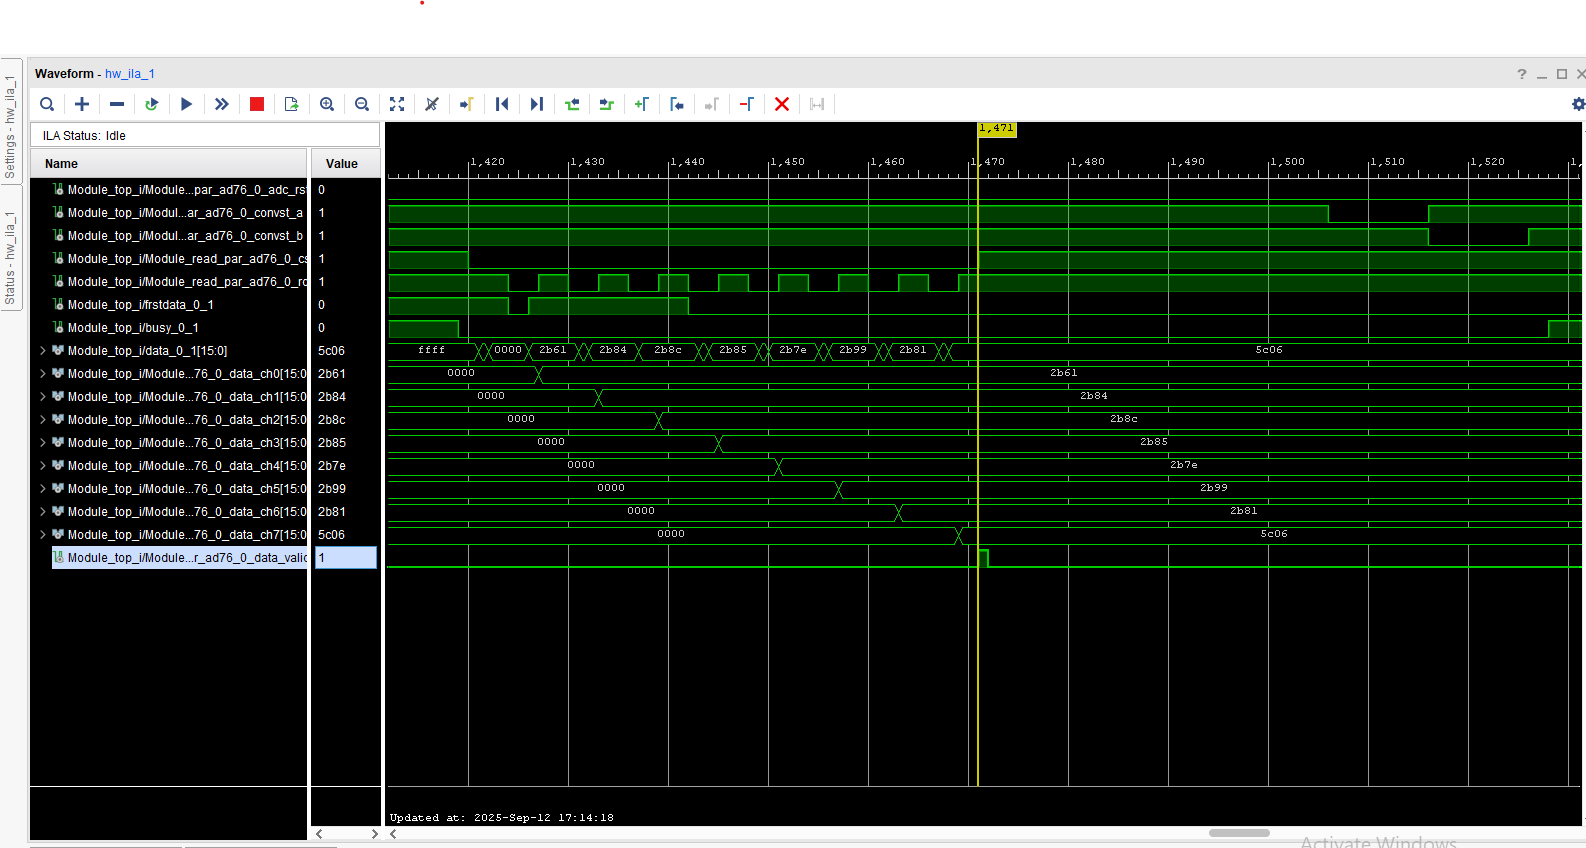 Waveform - hw_ila_1
? _
Settings - hw_ila_1
Status - hw_ila_1
ILA Status: Idle
Name Value
1,471
1,420 1,430 1,440 1,450 1,460 1,470 1,480 1,490 1,500 1,510 1,520
Module_top_i/Module...par_ad76_0_adc_rs 0
Module_top_i/Modul...ar_ad76_0_convst_a 1
Module_top_i/Modul...ar_ad76_0_convst_b 1
Module_top_i/Module_read_par_ad76_0_cs 1
Module_top_i/Module_read_par_ad76_0_rd 1
Module_top_i/frstdata_0_1 0
Module_top_i/busy_0_1 0
Module_top_i/data_0_1[15:0] 5c06 ffff 0000 2b61 2b84 2b8c 2b85 2b7e 2b99 2b81 5c06
Module_top_i/Module...76_0_data_ch0[15:0 2b61 0000 2b61
Module_top_i/Module...76_0_data_ch1[15:0 2b84 0000 2b84
Module_top_i/Module...76_0_data_ch2[15:0 2b8c 0000 2b8c
Module_top_i/Module...76_0_data_ch3[15:0 2b85 0000 2b85
Module_top_i/Module...76_0_data_ch4[15:0 2b7e 0000 2b7e
Module_top_i/Module...76_0_data_ch5[15:0 2b99 0000 2b99
Module_top_i/Module...76_0_data_ch6[15:0 2b81 0000 2b81
Module_top_i/Module...76_0_data_ch7[15:0 5c06 0000 5c06
Module_top_i/Module...r_ad76_0_data_valid 1
Updated at: 2025-Sep-12 17:14:18
Activate Windows